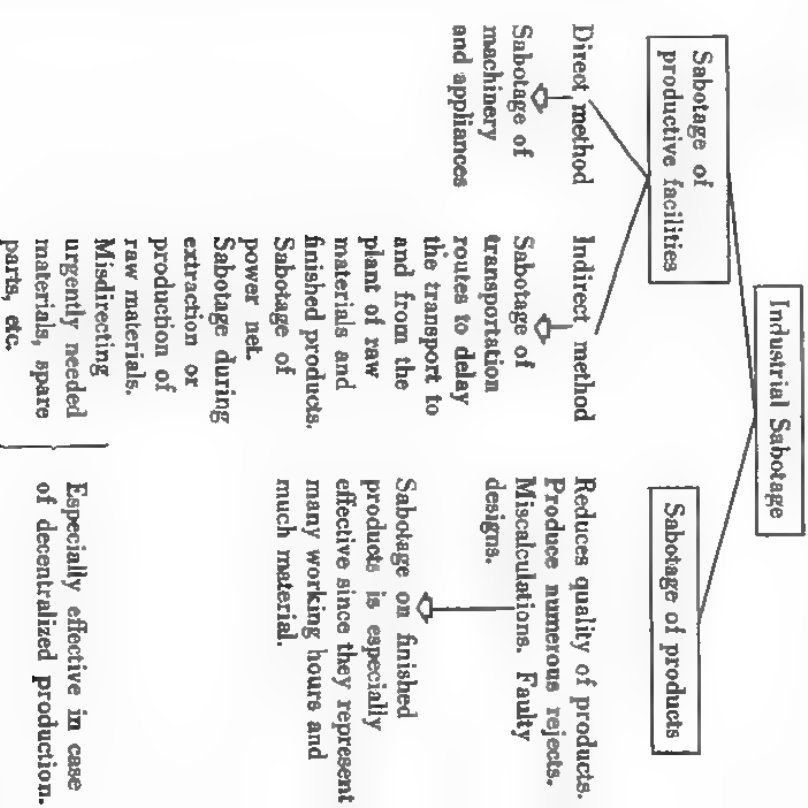 Industrial Sabotage
Sabotage of
productive facilities
Sabotage of products
Direct method
Sabotage of
machinery
and appliances
Indirect method
Sabotage of
transportation
routes to delay
the transport to
and from the
plant of raw
materials and
finished products.
Sabotage of
power net.
Sabotage during
extraction or
production of
raw materials.
Misdirecting
urgently needed
materials, spare
parts, etc.
Reduces quality of products.
Produce numerous rejects.
Miscalculations. Faulty
designs.
Sabotage on finished
products is especially
effective since they represent
many working hours and
much material.
Especially effective in case
of decentralized production.